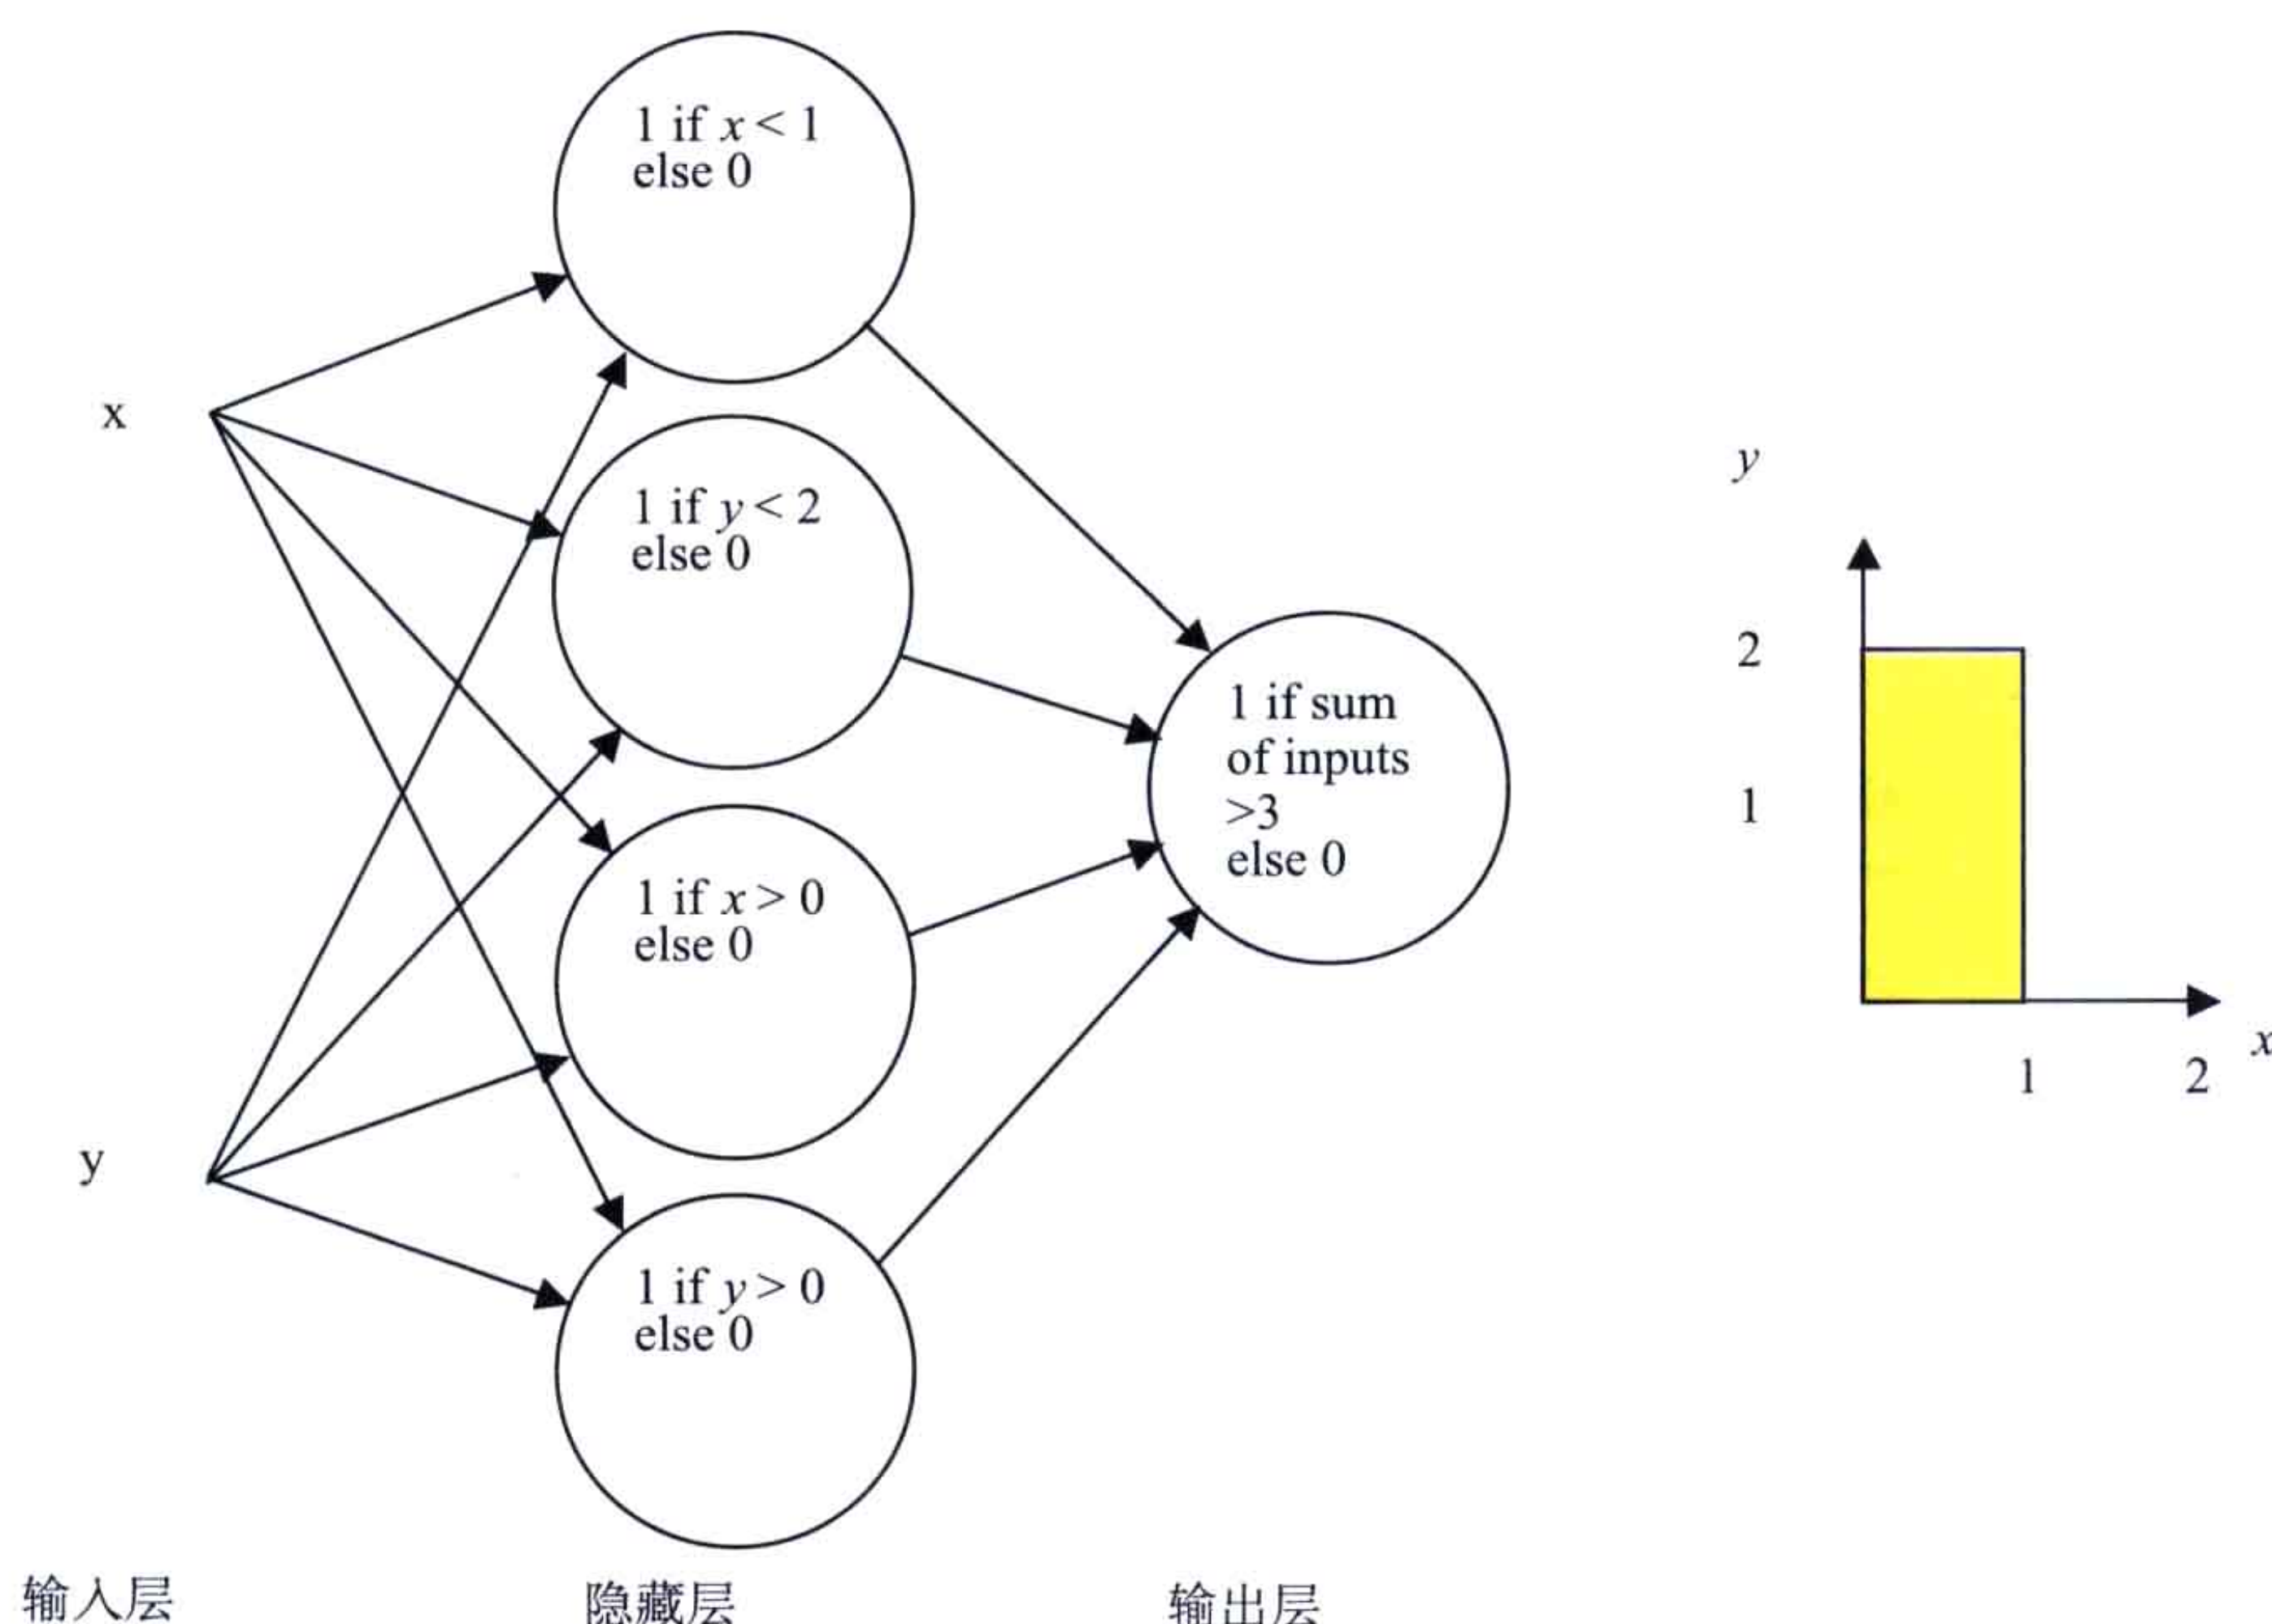 1 if x < 1
else 0
x
1 if y < 2
else 0
1 if x > 0
else 0
y
1 if y > 0
else 0
1 if sum
of inputs
>3
else 0
y
2
1
x
1
2
输入层
隐藏层
输出层